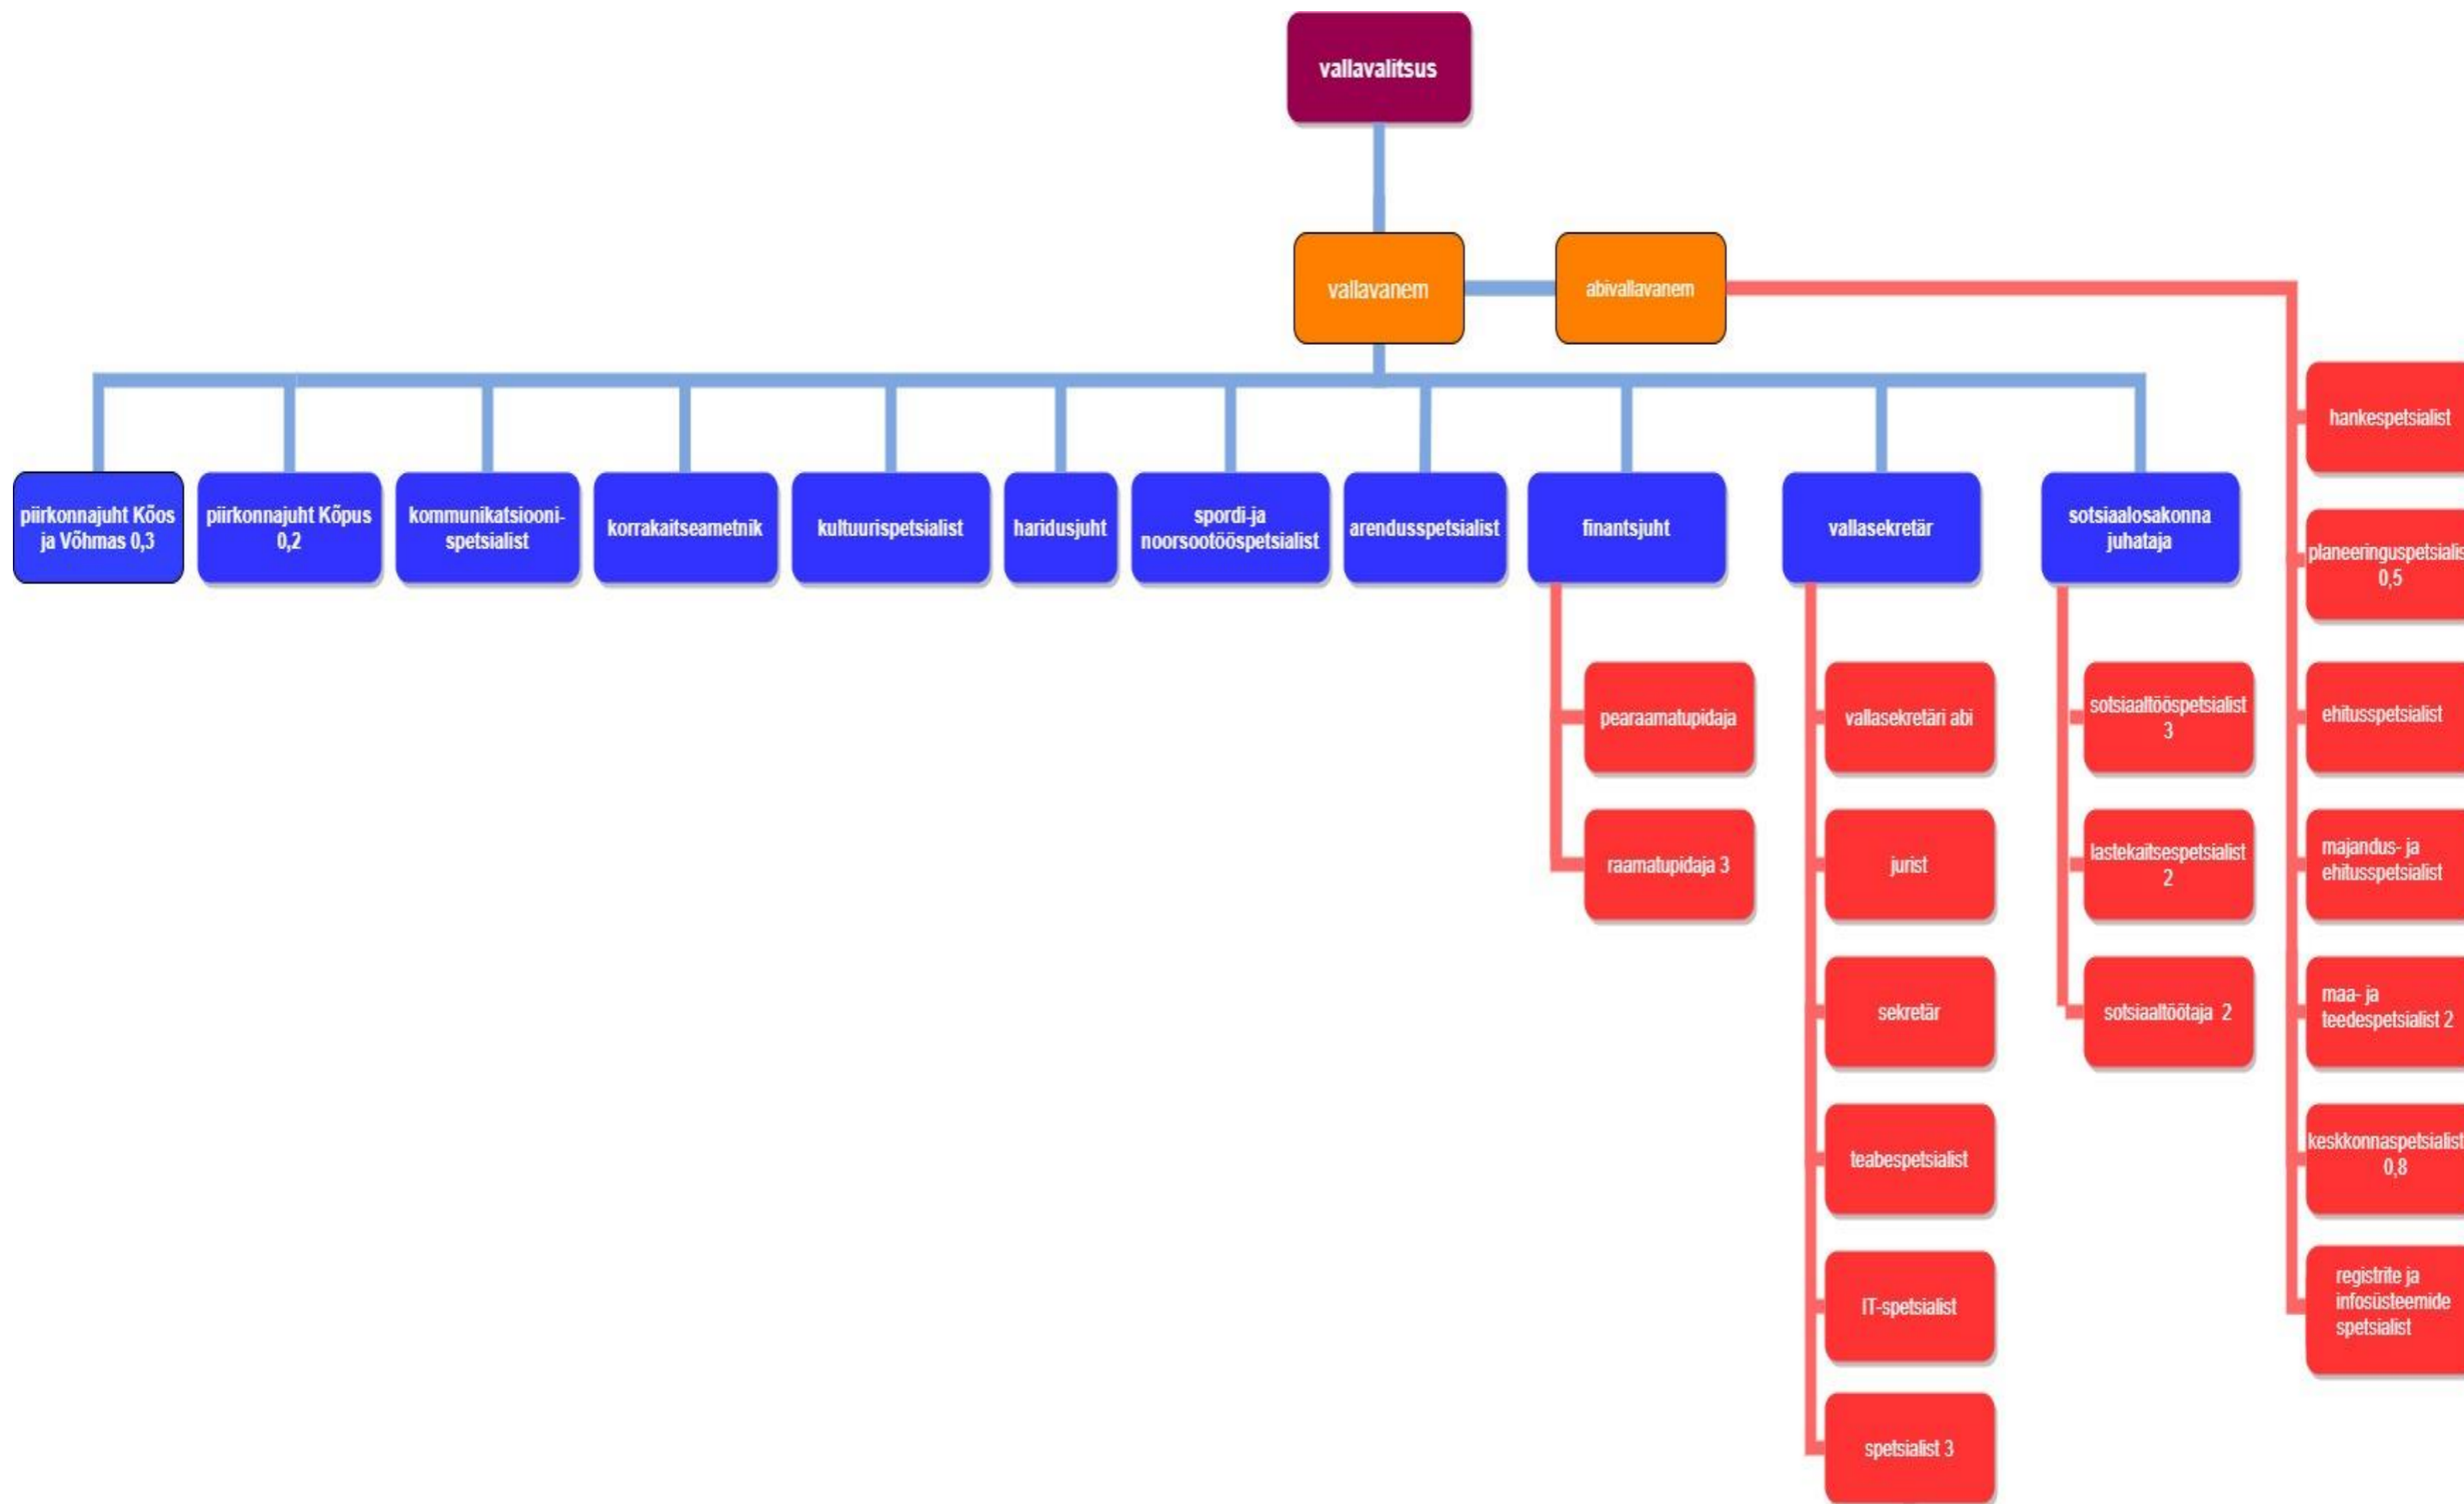 vallavalitsus
vallavanem
abivallavanem
piirkonnajuht Kõos
ja Võhmas 0,3
piirkonnajuht Kõpus
0,2
kommunikatsiooni-
spetsialist
korrakaitseametnik
kultuurispetsialist
haridusjuht
spordi-ja
noorsootööspetsialist
arendusspetsialist
finantsjuht
vallasekretär
sotsiaalosakonna
juhataja
pearaamatupidaja
raamatupidaja 3
vallasekretäri abi
jurist
sekretär
teabespetsialist
IT-spetsialist
spetsialist 3
sotsiaaltööspetsialist
3
lastekaitsespetsialist
2
sotsiaaltöötaja 2
hankespetsialist
planeeringuspetsialis
0,5
ehitusspetsialist
majandus- ja
ehitusspetsialist
maa- ja
teedespetsialist 2
keskkonnaspetsialist
0,8
registrite ja
infosüsteemide
spetsialist